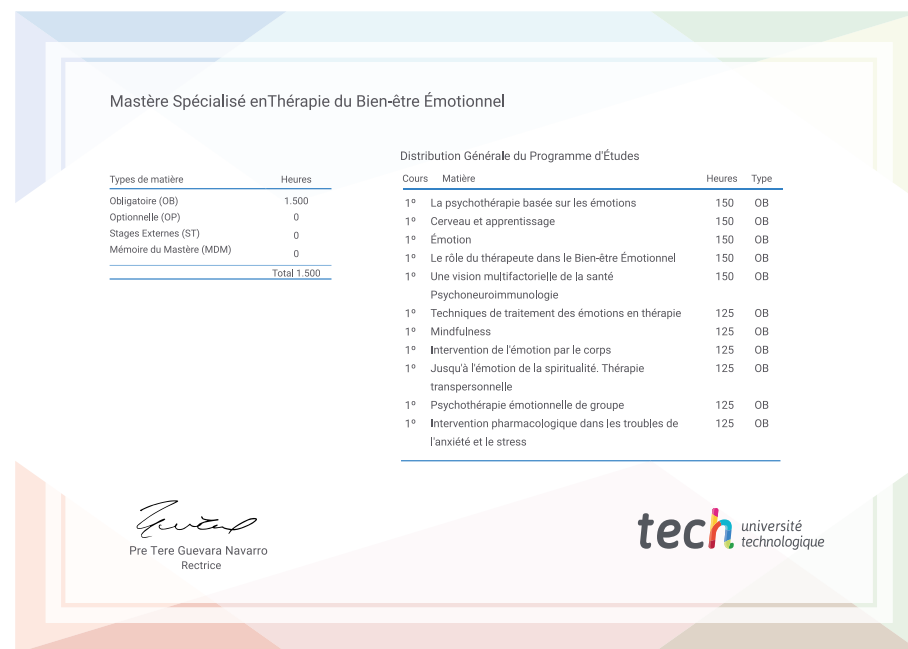 Mastère Spécialisé enThérapie du Bien-être Émotionnel
Types de matière Heures
Obligatoire (OB) 1.500
Optionnelle (OP) 0
Stages Externes (ST) 0
Mémoire du Mastère (MDM) 0
Total 1.500
Distribution Générale du Programme d'Études
Cours Matière Heures Type
1º La psychothérapie basée sur les émotions 150 OB
1º Cerveau et apprentissage 150 OB
1º Émotion 150 OB
1º Le rôle du thérapeute dans le Bien-être Émotionnel 150 OB
1º Une vision multifactorielle de la santé 150 OB
Psychoneuroimmunologie
1º Techniques de traitement des émotions en thérapie 125 OB
1º Mindfulness 125 OB
1º Intervention de l'émotion par le corps 125 OB
1º Jusqu'à l'émotion de la spiritualité. Thérapie 125 OB
transpersonnelle
1º Psychothérapie émotionnelle de groupe 125 OB
1º Intervention pharmacologique dans les troubles de 125 OB
l'anxiété et le stress
Pre Tere Guevara Navarro
Rectrice
tech université
technologique